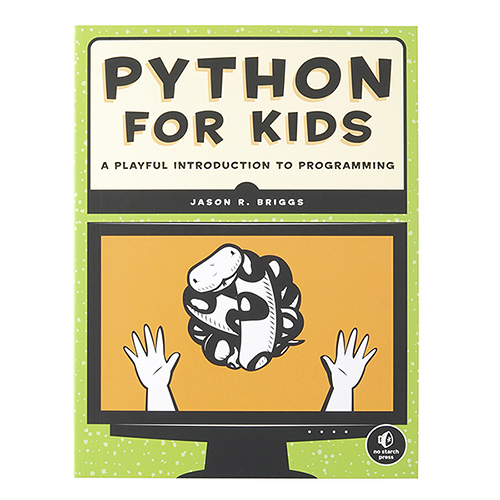 PYTHON
FOR KIDS
A PLAYFUL INTRODUCTION TO PROGRAMMING
JASON R. BRIGGS
no starch
press